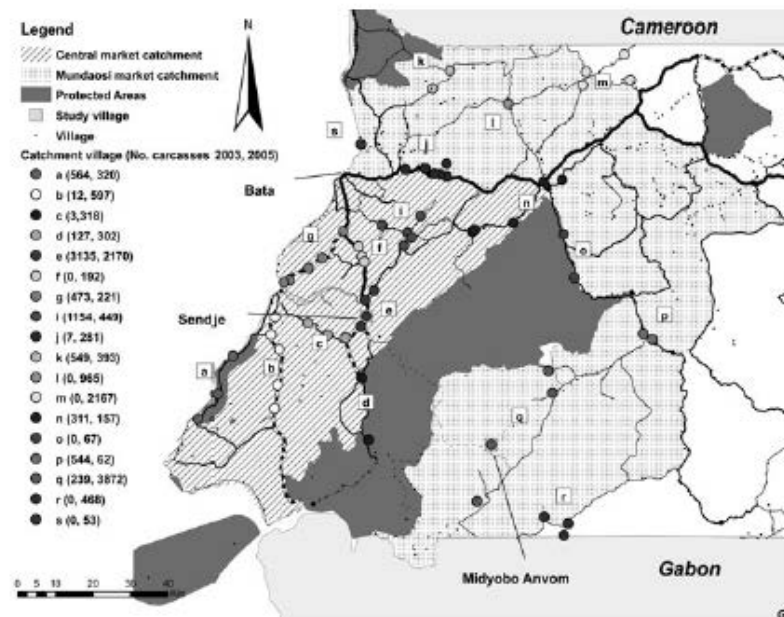 Legend
Central market catchment
Mundaosi market catchment
Protected Areas
Study village
Village
Catchment village (No. carcasses 2003, 2005)
a (564, 320)
b (12, 597)
c (3,318)
d (127, 302)
e (3135, 2170)
f (0, 192)
g (473, 221)
i (1154, 449)
j (7, 281)
k (549, 393)
l (0, 965)
m (0, 2167)
n (311, 157)
o (0, 67)
p (544, 62)
q (239, 3872)
r (0, 468)
s (0, 53)
0 5 10 20 30 40
N
Cameroon
k
m
l
s
j
Bata
n
i
g
f
o
Sendje
e
p
c
a
b
d
q
r
Midyobo Anvom
Gabon
G